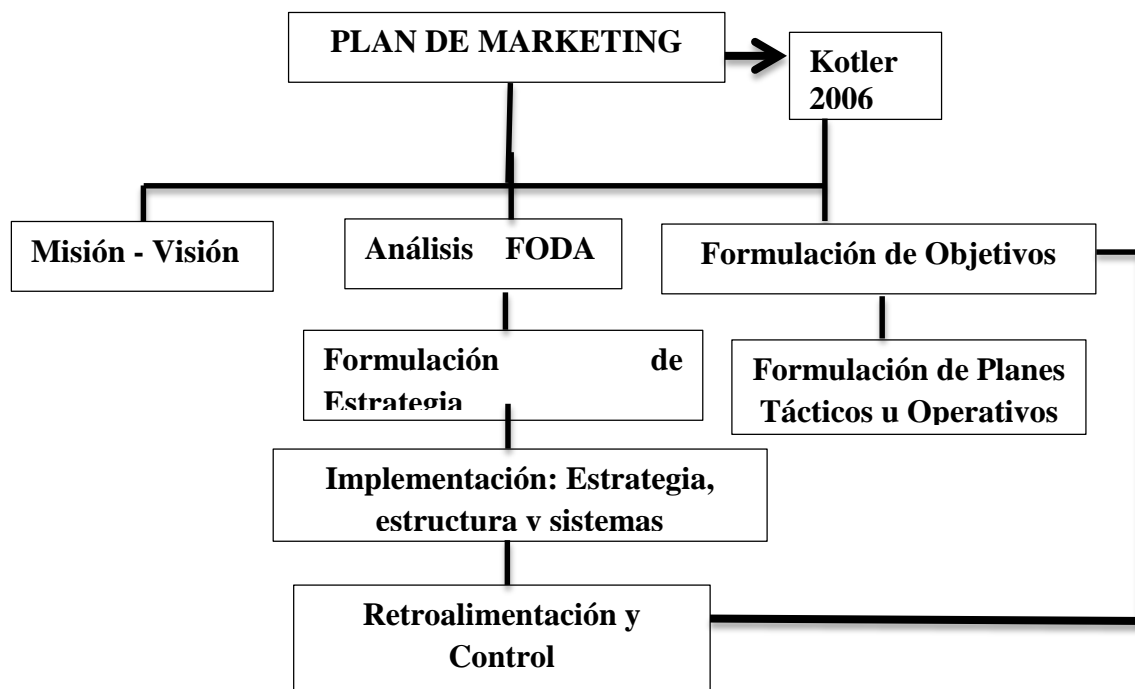 PLAN DE MARKETING
Kotler
2006
Misión - Visión
Análisis FODA
Formulación de Objetivos
Formulación de
Estrategia
Formulación de Planes
Tácticos u Operativos
Implementación: Estrategia,
estructura y sistemas
Retroalimentación y
Control